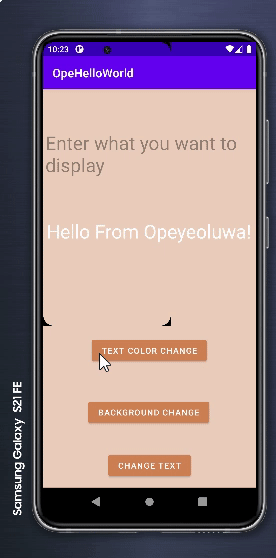 10:23
OpeHelloWorld
Enter what you want to
display
Hello From Opeyeoluwa!
TEXT COLOR CHANGE
BACKGROUND CHANGE
CHANGE TEXT
Samsung Galaxy S21 FE